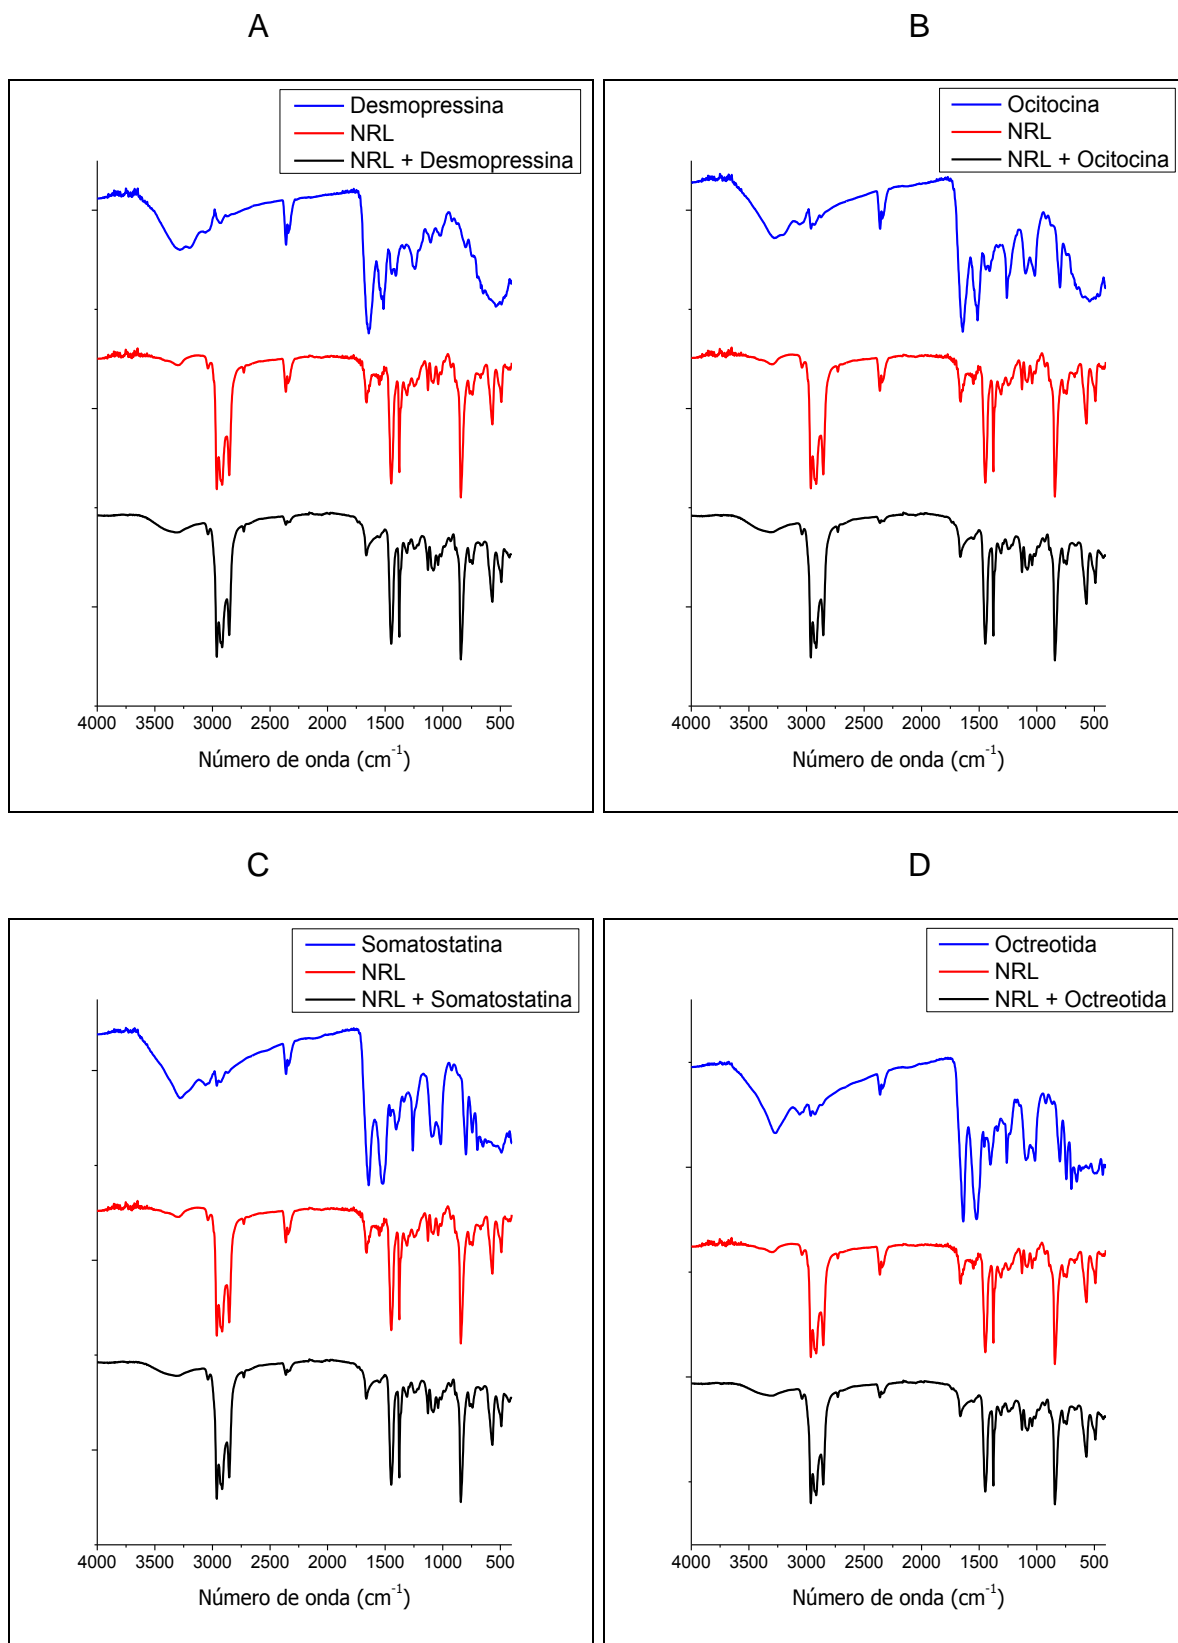 A
B
Desmopressina
NRL
NRL + Desmopressina
4000 3500 3000 2500 2000 1500 1000 500
Número de onda (cm⁻¹)
Ocitocina
NRL
NRL + Ocitocina
4000 3500 3000 2500 2000 1500 1000 500
Número de onda (cm⁻¹)
C
D
Somatostatina
NRL
NRL + Somatostatina
4000 3500 3000 2500 2000 1500 1000 500
Número de onda (cm⁻¹)
Octreotida
NRL
NRL + Octreotida
4000 3500 3000 2500 2000 1500 1000 500
Número de onda (cm⁻¹)